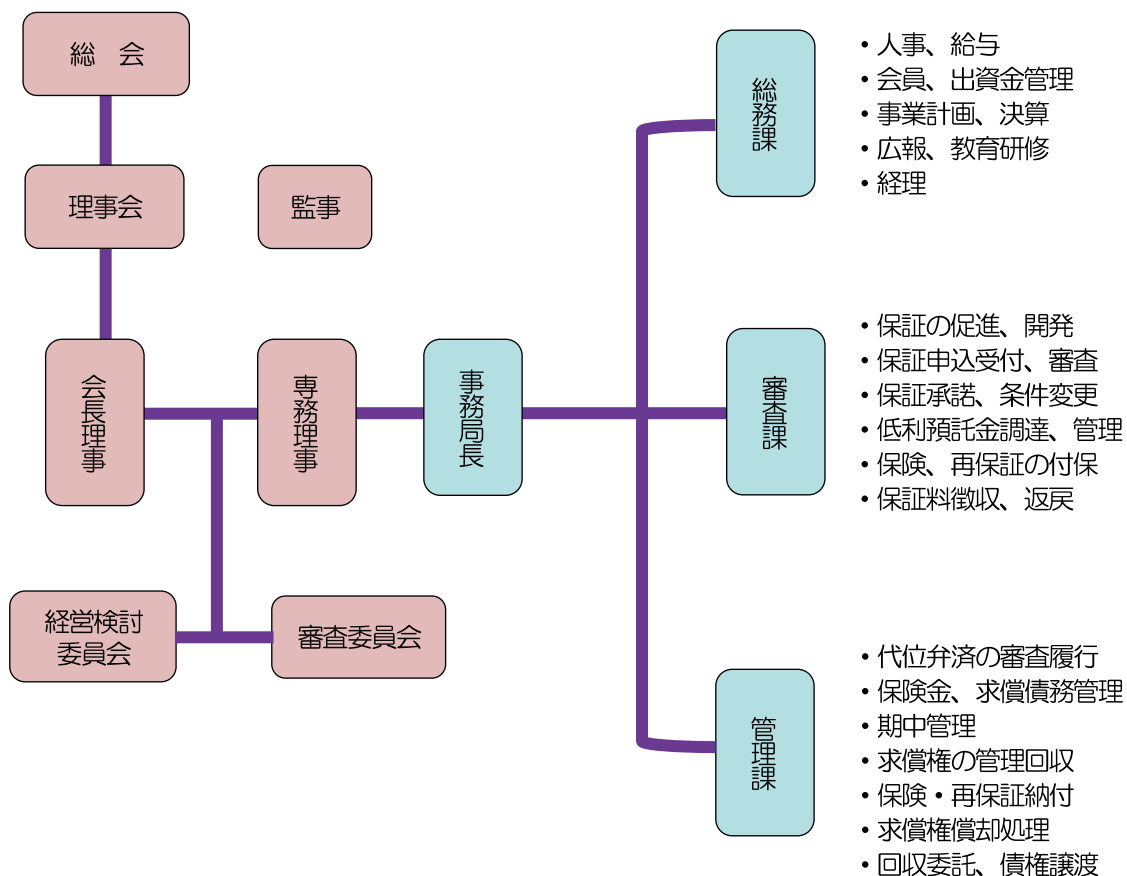 総　会
理事会
監事
会長理事
専務理事
事務局長
経営検討
委員会
審査委員会
総務課
・人事、給与
・会員、出資金管理
・事業計画、決算
・広報、教育研修
・経理
審査課
・保証の促進、開発
・保証申込受付、審査
・保証承諾、条件変更
・低利預託金調達、管理
・保険、再保証の付保
・保証料徴収、返戻
管理課
・代位弁済の審査履行
・保険金、求償債務管理
・期中管理
・求償権の管理回収
・保険・再保証納付
・求償権償却処理
・回収委託、債権譲渡